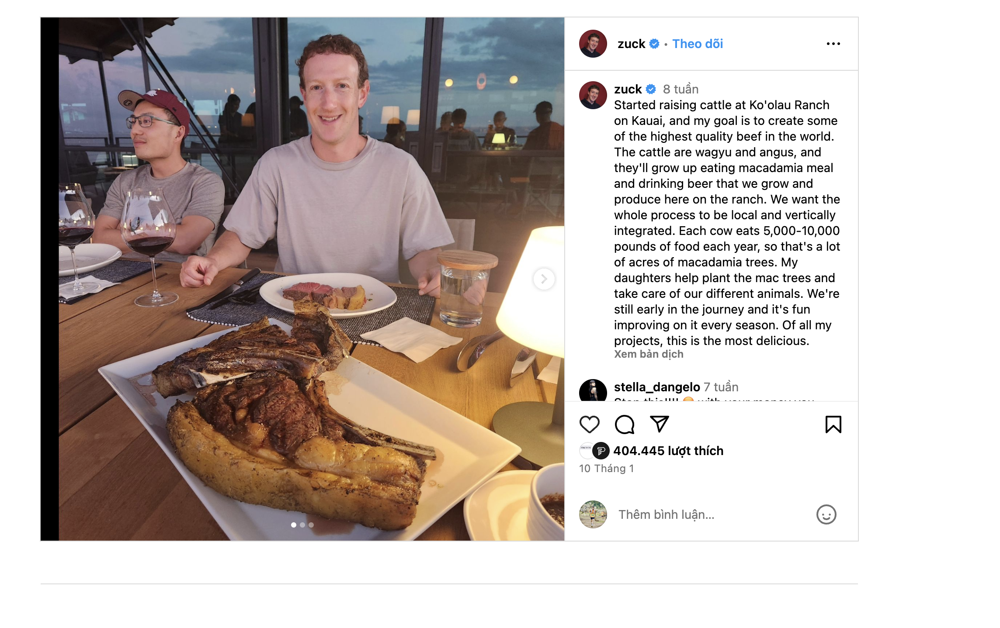 zuck • Theo dõi
zuck 8 tuần
Started raising cattle at Ko'olau Ranch
on Kauai, and my goal is to create some
of the highest quality beef in the world.
The cattle are wagyu and angus, and
they'll grow up eating macadamia meal
and drinking beer that we grow and
produce here on the ranch. We want the
whole process to be local and vertically
integrated. Each cow eats 5,000-10,000
pounds of food each year, so that's a lot
of acres of macadamia trees. My
daughters help plant the mac trees and
take care of our different animals. We're
still early in the journey and it's fun
improving on it every season. Of all my
projects, this is the most delicious.
Xem bản dịch
stella_dangelo 7 tuần
Stop this!!!! with your money you
404.445 lượt thích
10 Tháng 1
Thêm bình luận...